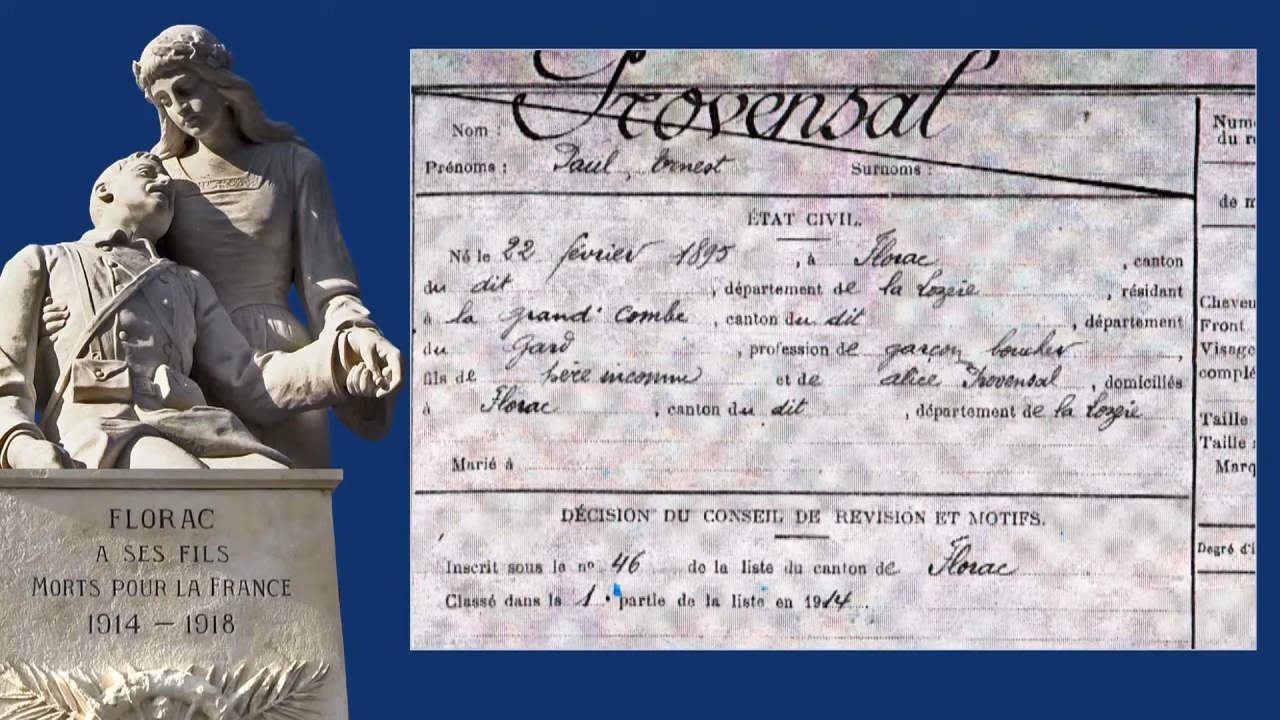 FLORAC
A SES FILS
MORTS POUR LA FRANCE
1914 – 1918
Provensal
Nom :
Prénoms : Paul, Ernest Surnoms :
ÉTAT CIVIL.
Né le 22 février 1895, à Florac, canton
du dit, département de la Lozère, résidant
à la Grand' Combe, canton du dit, département
du Gard, profession de garçon boucher,
fils de père inconnu et de Alice Provensal, domiciliés
à Florac, canton du dit, département de la Lozère
Marié à
DÉCISION DU CONSEIL DE REVISION ET MOTIFS.
Inscrit sous le nº 46 de la liste du canton de Florac
Classé dans la 1e partie de la liste en 1914.
Num
du r
de m
Cheveu
Front
Visage
complé
Taille
Taille
Marq
Degré d'i